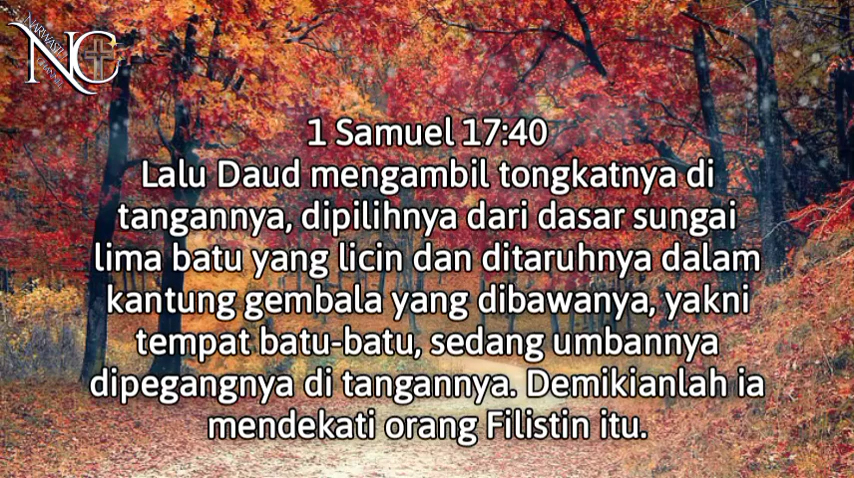 NC
NARWASTU
CHANNEL
1 Samuel 17:40
Lalu Daud mengambil tongkatnya di
tangannya, dipilihnya dari dasar sungai
lima batu yang licin dan ditaruhnya dalam
kantung gembala yang dibawanya, yakni
tempat batu-batu, sedang umbannya
dipegangnya di tangannya. Demikianlah ia
mendekati orang Filistin itu.